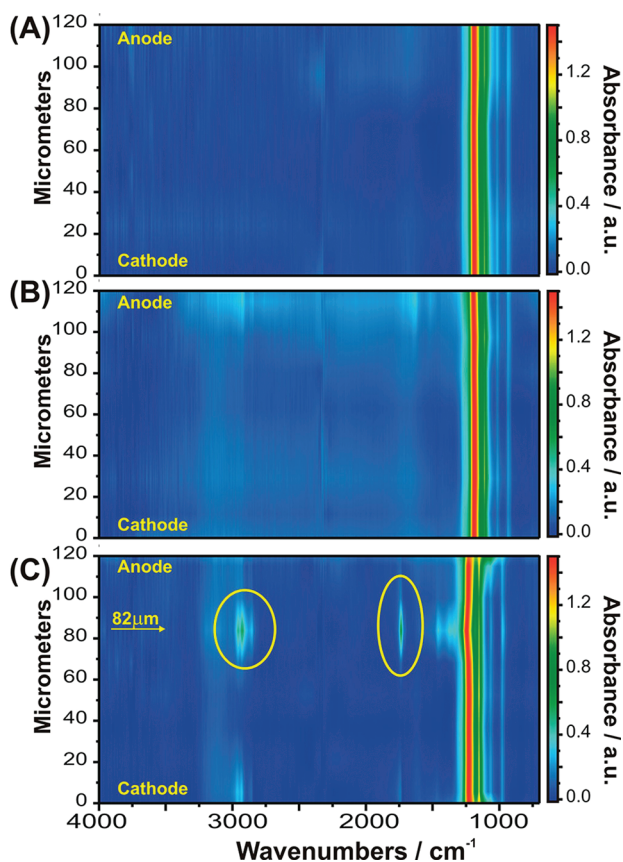 (A)
Anode
Cathode
Micrometers
120
100
80
60
40
20
0
1.2
0.8
0.4
0.0
Absorbance / a.u.
(B)
Anode
Cathode
Micrometers
120
100
80
60
40
20
0
1.2
0.8
0.4
0.0
Absorbance / a.u.
(C)
Anode
82μm
Cathode
Micrometers
120
100
80
60
40
20
0
1.2
0.8
0.4
0.0
Absorbance / a.u.
4000 3000 2000 1000
Wavenumbers / cm-1